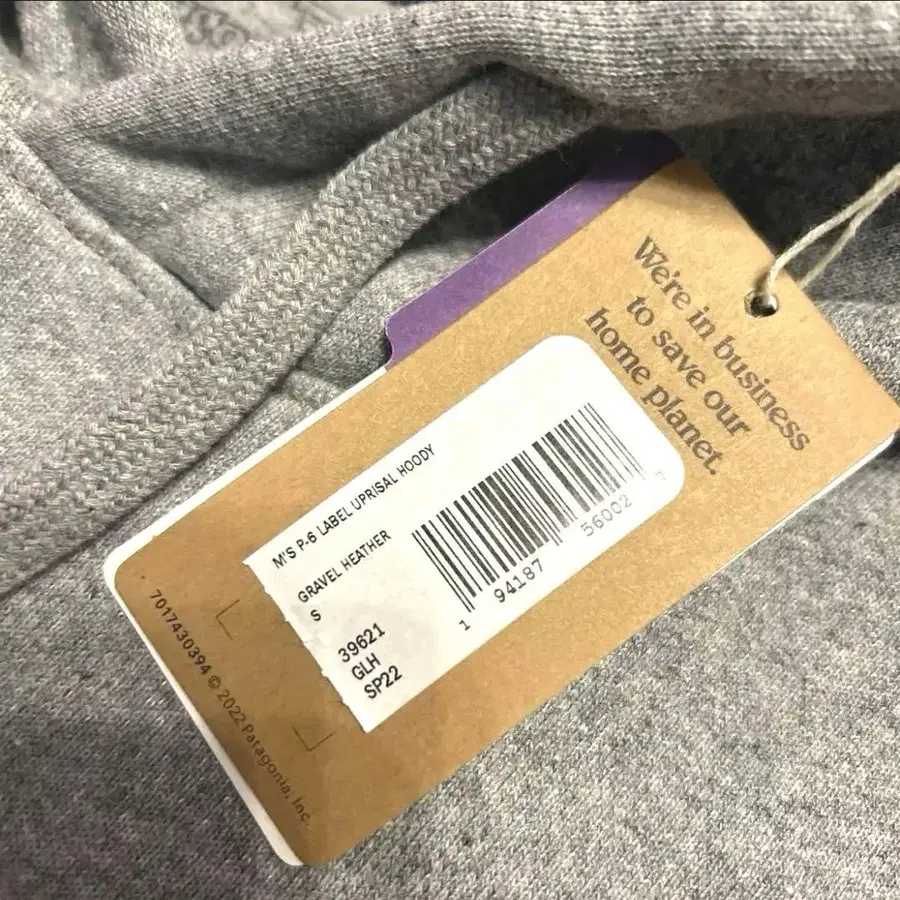 We're in business
to save our
home planet.
M'S P-6 LABEL UPRISAL HOODY
GRAVEL HEATHER
S
39621
GLH
SP22
1 94187 56002
7017430394 © 2022 Patagonia, Inc.